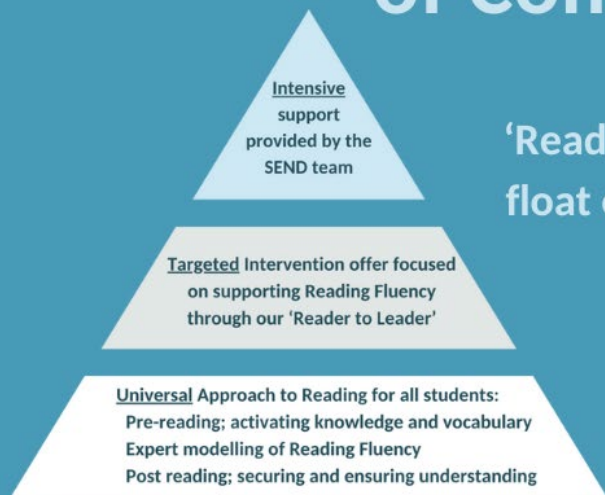 of Con
Intensive
support
provided by the
SEND team
‘Read
float
Targeted Intervention offer focused
on supporting Reading Fluency
through our ‘Reader to Leader’
Universal Approach to Reading for all students:
Pre-reading; activating knowledge and vocabulary
Expert modelling of Reading Fluency
Post reading; securing and ensuring understanding